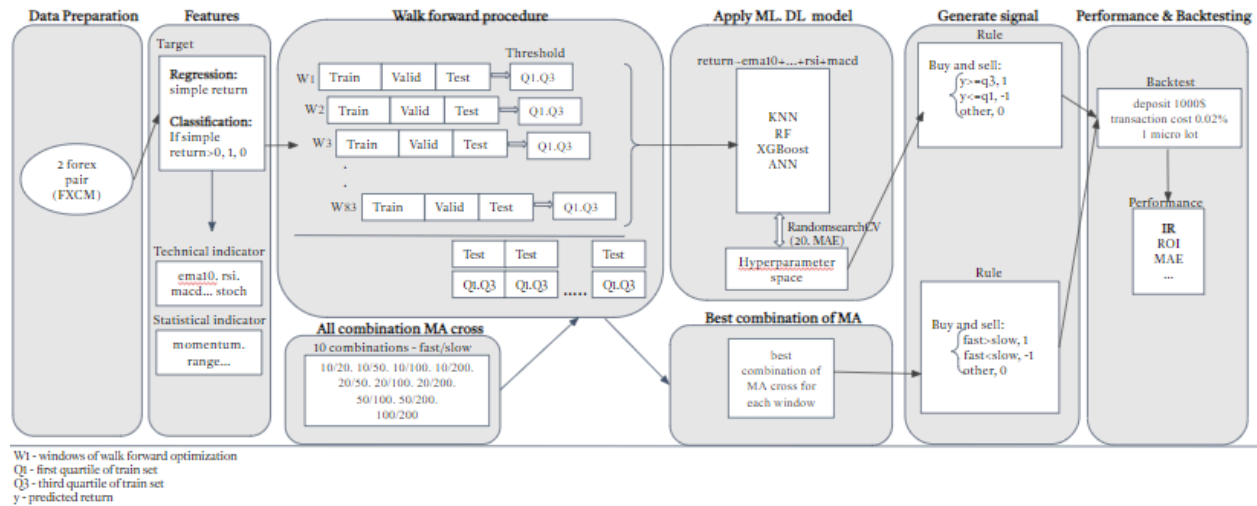 Data Preparation
2 forex
pair
(FXCM)
Features
Target
Regression:
simple return
Classification:
If simple
return>0, 1, 0
Technical indicator
ema10. rsi.
macd... stoch
Statistical indicator
momentum.
range...
Walk forward procedure
Threshold
W1 Train Valid Test Q1.Q3
W2 Train Valid Test Q1.Q3
W3 Train Valid Test Q1.Q3
.
.
W83 Train Valid Test Q1.Q3
Test Test Test
Q1.Q3 Q1.Q3 ..... Q1.Q3
All combination MA cross
10 combinations - fast/slow
10/20. 10/50. 10/100. 10/200.
20/50. 20/100. 20/200.
50/100. 50/200.
100/200
Apply ML. DL model
return~ema10+...+rsi+macd
KNN
RF
XGBoost
ANN
RandomsearchCV
(20. MAE)
Hyperparameter
space
Best combination of MA
best
combination of
MA cross for
each window
Generate signal
Rule
Buy and sell:
y>=q3, 1
y<=q1, -1
other, 0
Rule
Buy and sell:
fast>slow, 1
fast<slow, -1
other, 0
Performance & Backtesting
Backtest
deposit 1000$
transaction cost 0.02%
1 micro lot
Performance
IR
ROI
MAE
...
W1 - windows of walk forward optimization
Q1 - first quartile of train set
Q3 - third quartile of train set
y - predicted return